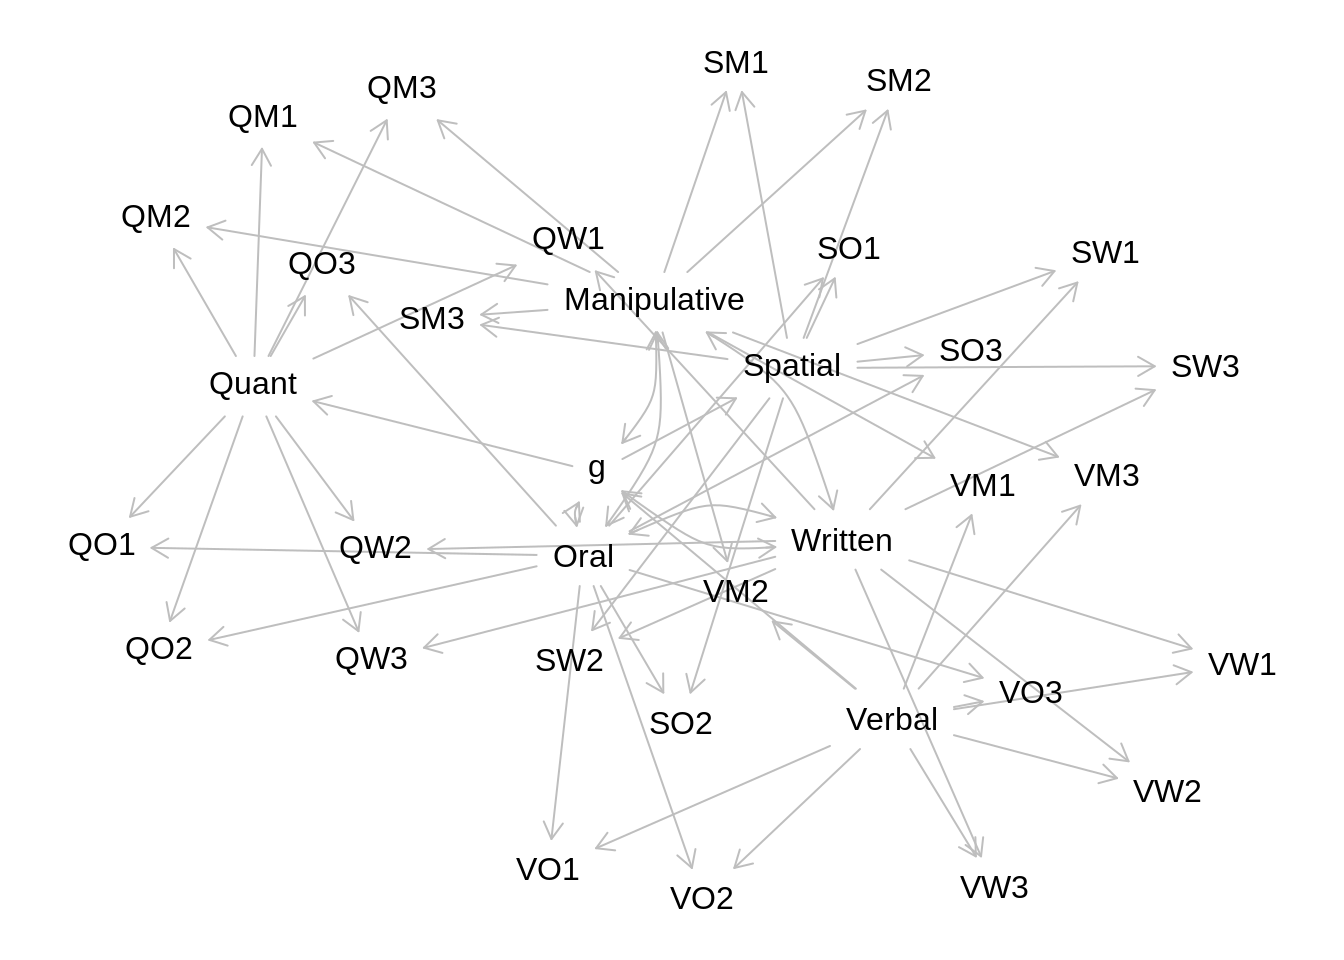 SM1
SM2
QM3
QM1
QM2
QW1
SO1
SW1
QO3
Manipulative
SM3
SO3
Spatial
SW3
Quant
g
VM3
VM1
QO1
QW2
Oral
Written
VM2
QO2
QW3
SW2
VW1
VO3
SO2
Verbal
VW2
VO1
VW3
VO2